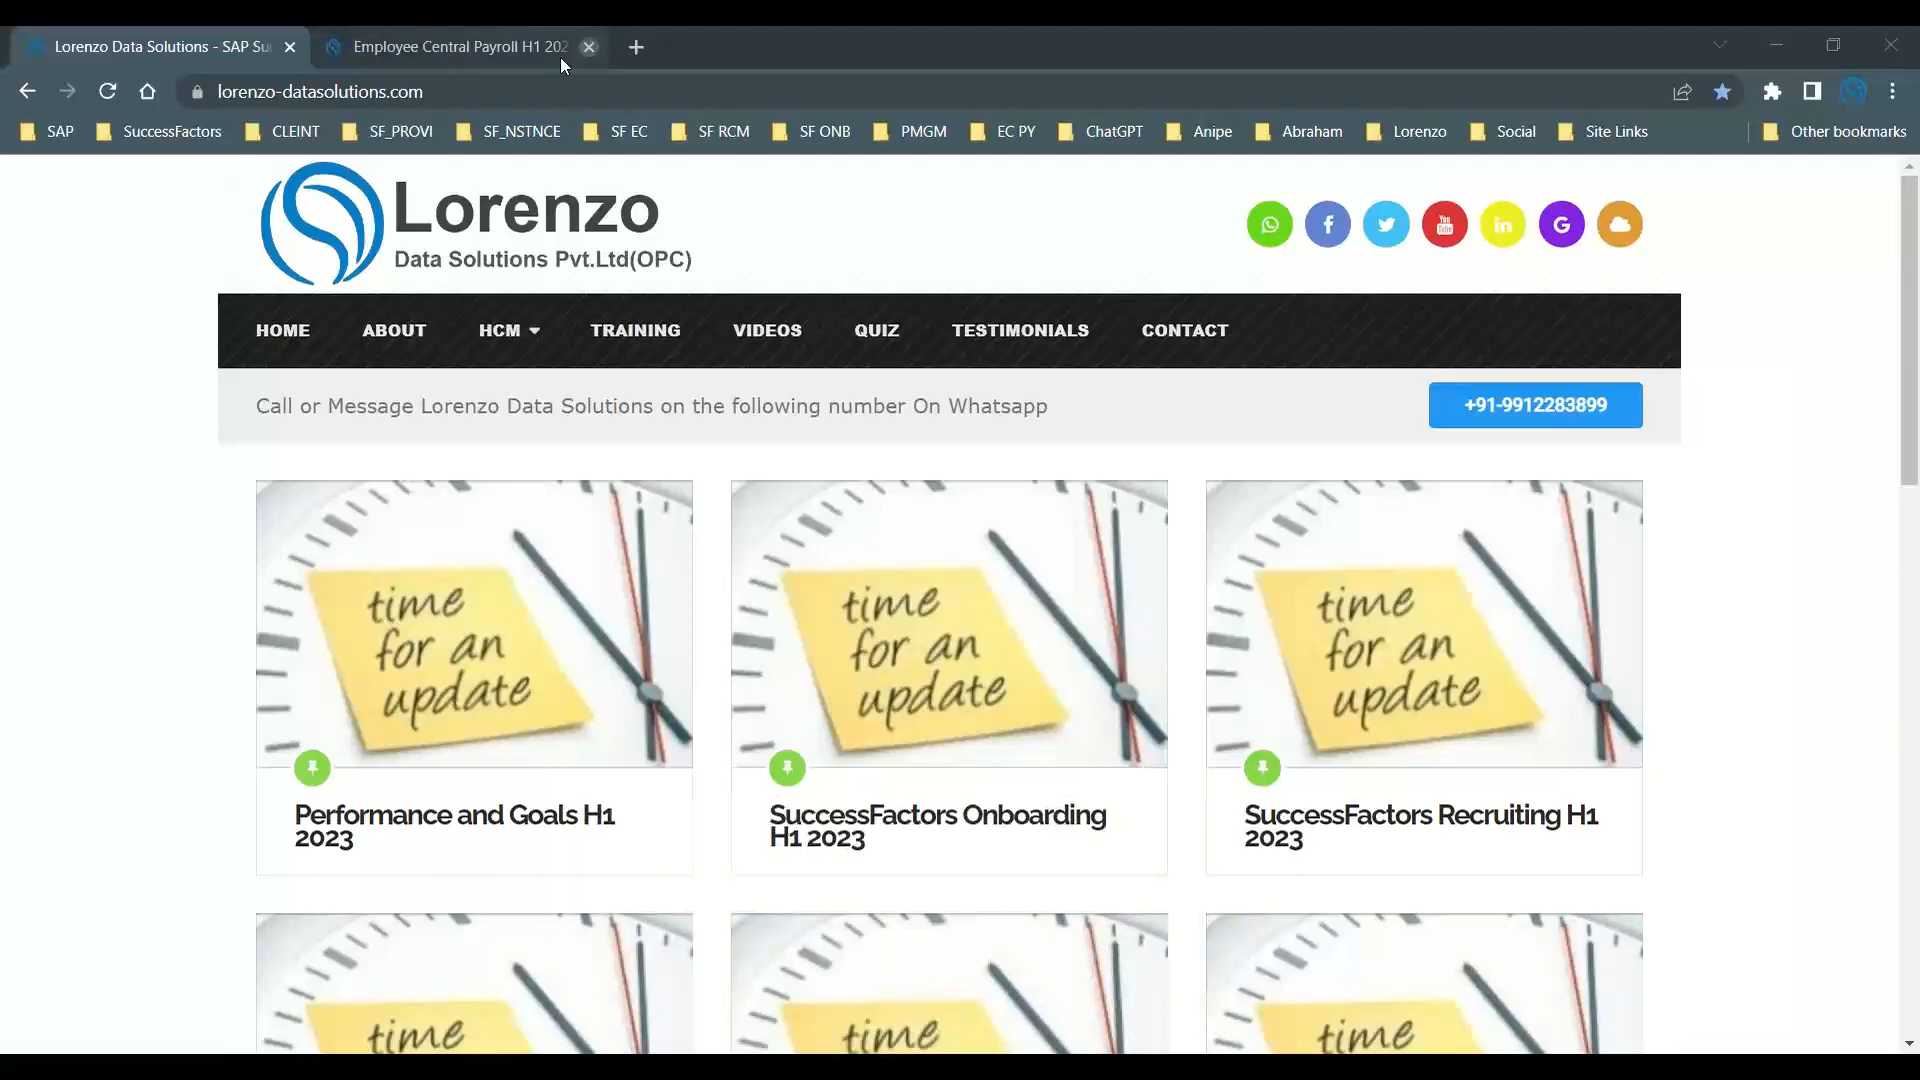 Lorenzo Data Solutions - SAP Su
Employee Central Payroll H1 202
lorenzo-datasolutions.com
SAP SuccessFactors CLEINT SF_PROVI SF_NSTNCE SF EC SF RCM SF ONB PMGM EC PY ChatGPT Anipe Abraham Lorenzo Social Site Links Other bookmarks
Lorenzo
Data Solutions Pvt.Ltd(OPC)
You
Tube
in
G
HOME ABOUT HCM TRAINING VIDEOS QUIZ TESTIMONIALS CONTACT
Call or Message Lorenzo Data Solutions on the following number On Whatsapp
+91-9912283899
time
for an
update
time
for an
update
time
for an
update
Performance and Goals H1
2023
SuccessFactors Onboarding
H1 2023
SuccessFactors Recruiting H1
2023
time
time
time